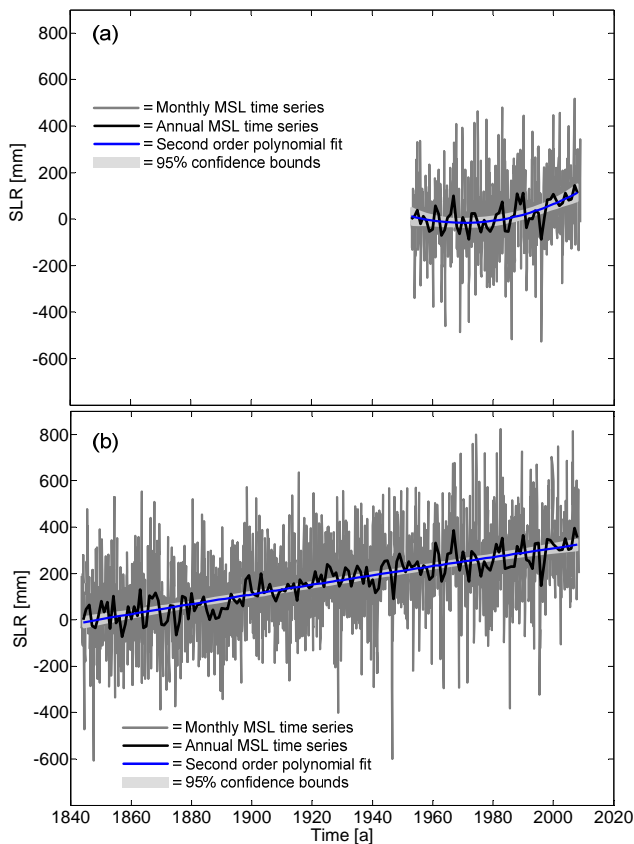 (a)
800
600
400
200
0
-200
-400
-600
SLR [mm]
= Monthly MSL time series
= Annual MSL time series
= Second order polynomial fit
= 95% confidence bounds
(b)
800
600
400
200
0
-200
-400
-600
SLR [mm]
= Monthly MSL time series
= Annual MSL time series
= Second order polynomial fit
= 95% confidence bounds
1840 1860 1880 1900 1920 1940 1960 1980 2000 2020
Time [a]